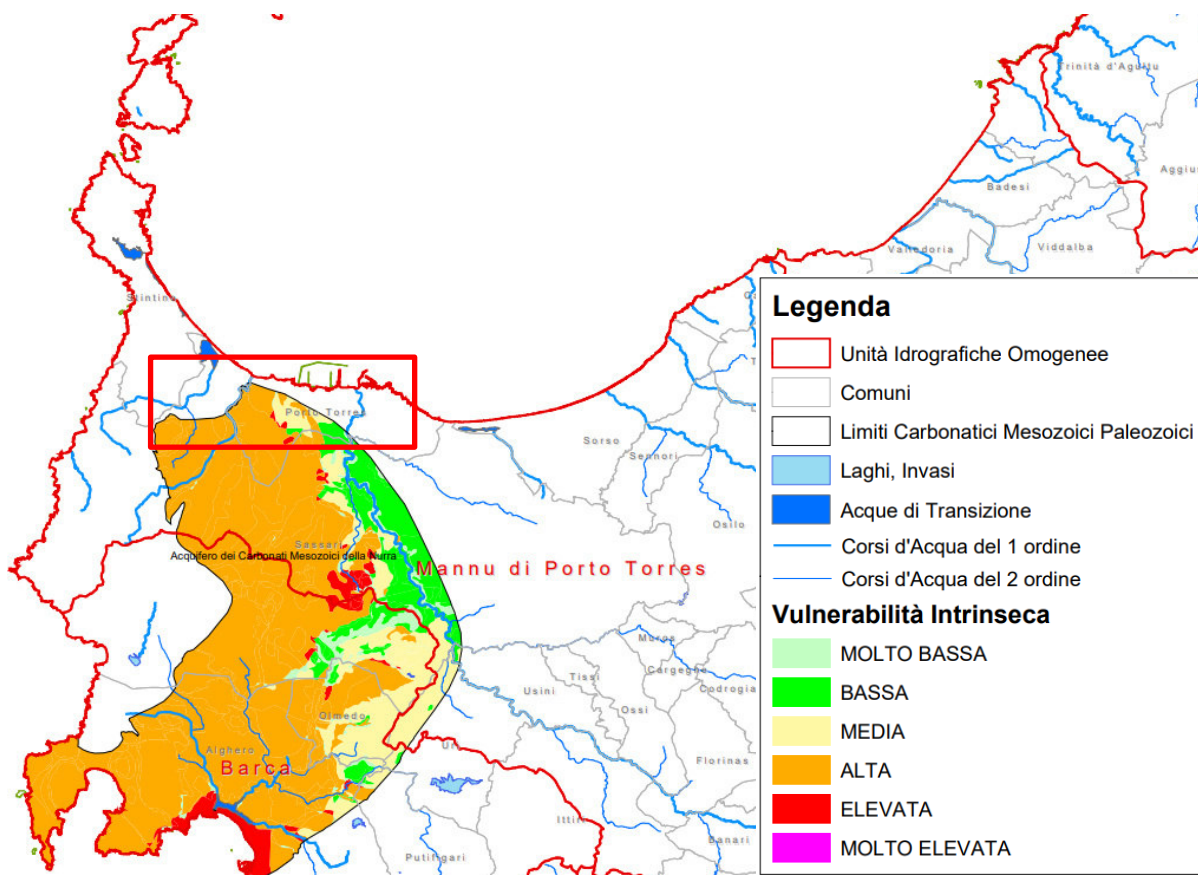 Trinità d'Agultu
Aggius
Badesi
Viddalba
Valledoria
Stintino
Porto Torres
Sorso
Sennori
Osilo
Sassari
Acquifero dei Carbonati Mesozoici della Nurra
Mannu di Porto Torres
Muros
Cargeghe
Tissi
Codrogia
Usini
Ossi
Olmedo
Uri
Florinas
Alghero
Barca
Ittiri
Banari
Putifigari
Legenda
Unità Idrografiche Omogenee
Comuni
Limiti Carbonatici Mesozoici Paleozoici
Laghi, Invasi
Acque di Transizione
Corsi d'Acqua del 1 ordine
Corsi d'Acqua del 2 ordine
Vulnerabilità Intrinseca
MOLTO BASSA
BASSA
MEDIA
ALTA
ELEVATA
MOLTO ELEVATA